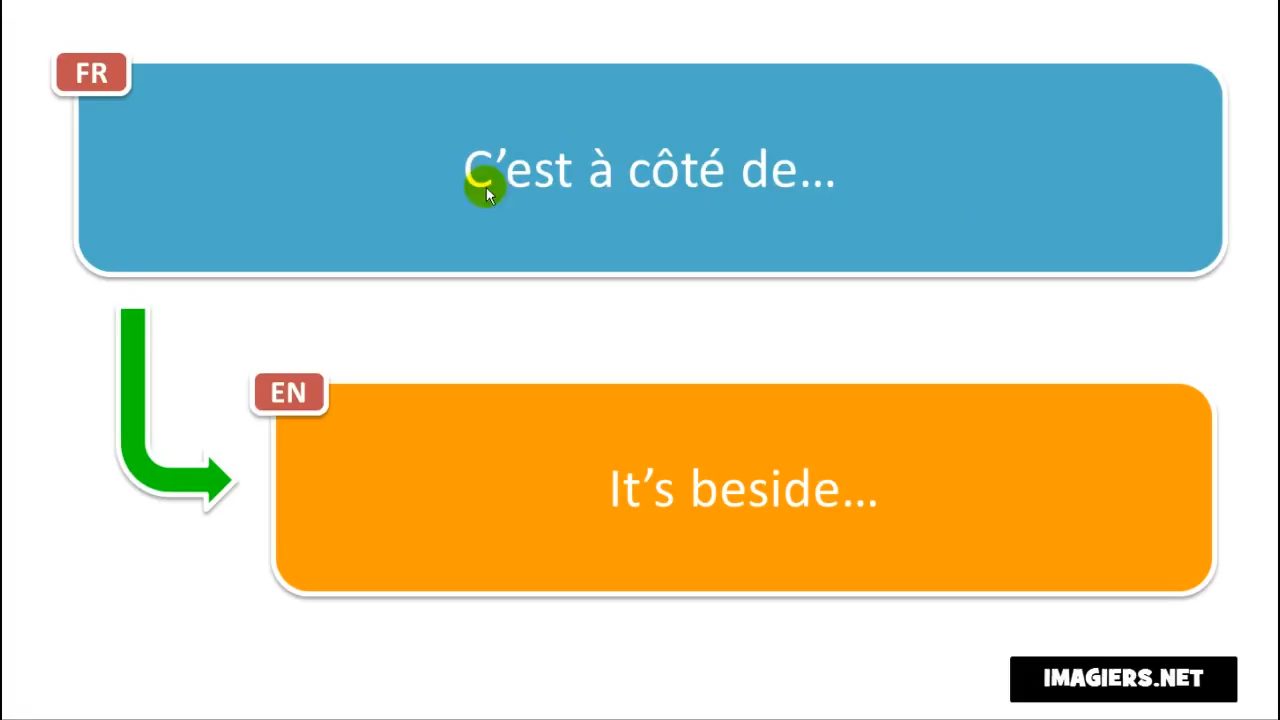 FR
C’est à côté de...
EN
It’s beside...
IMAGIERS.NET